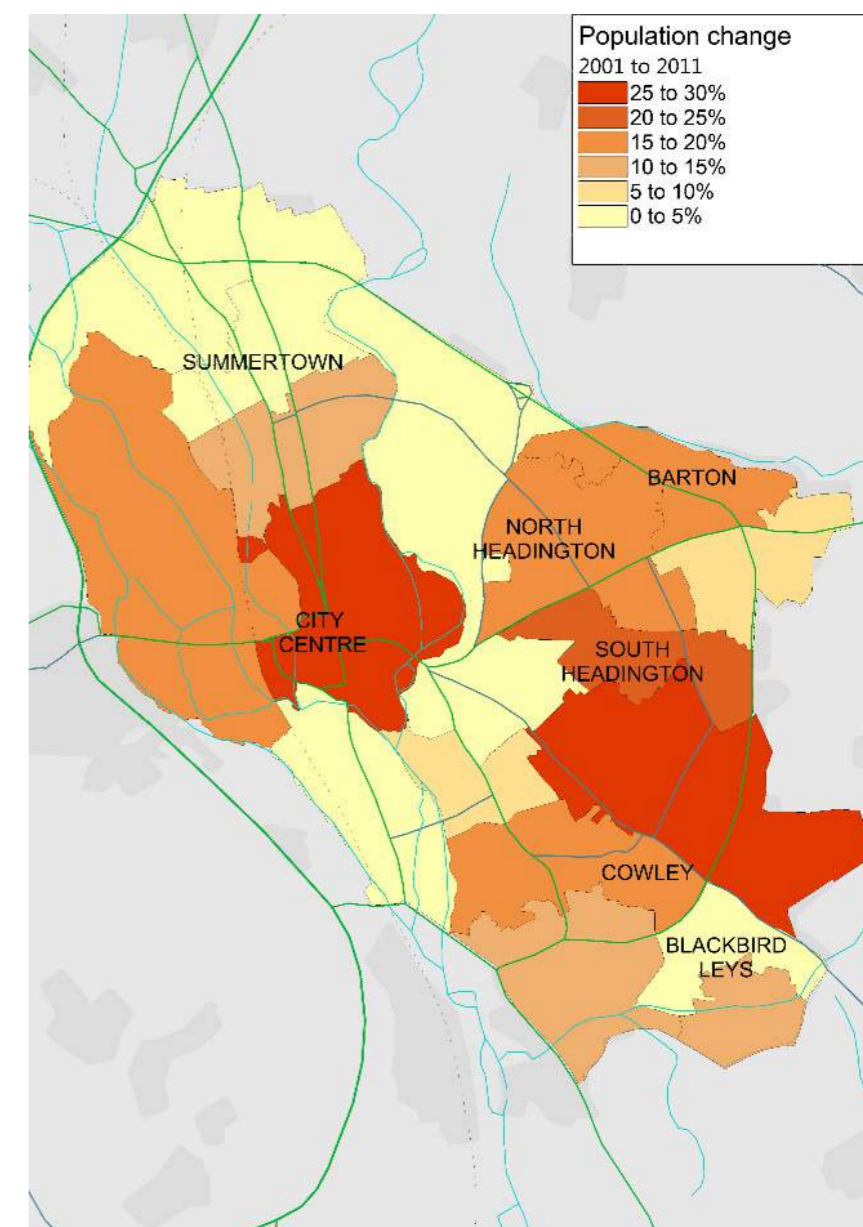 Population change
2001 to 2011
25 to 30%
20 to 25%
15 to 20%
10 to 15%
5 to 10%
0 to 5%
SUMMERTOWN
BARTON
NORTH
HEADINGTON
CITY
CENTRE
SOUTH
HEADINGTON
COWLEY
BLACKBIRD
LEYS